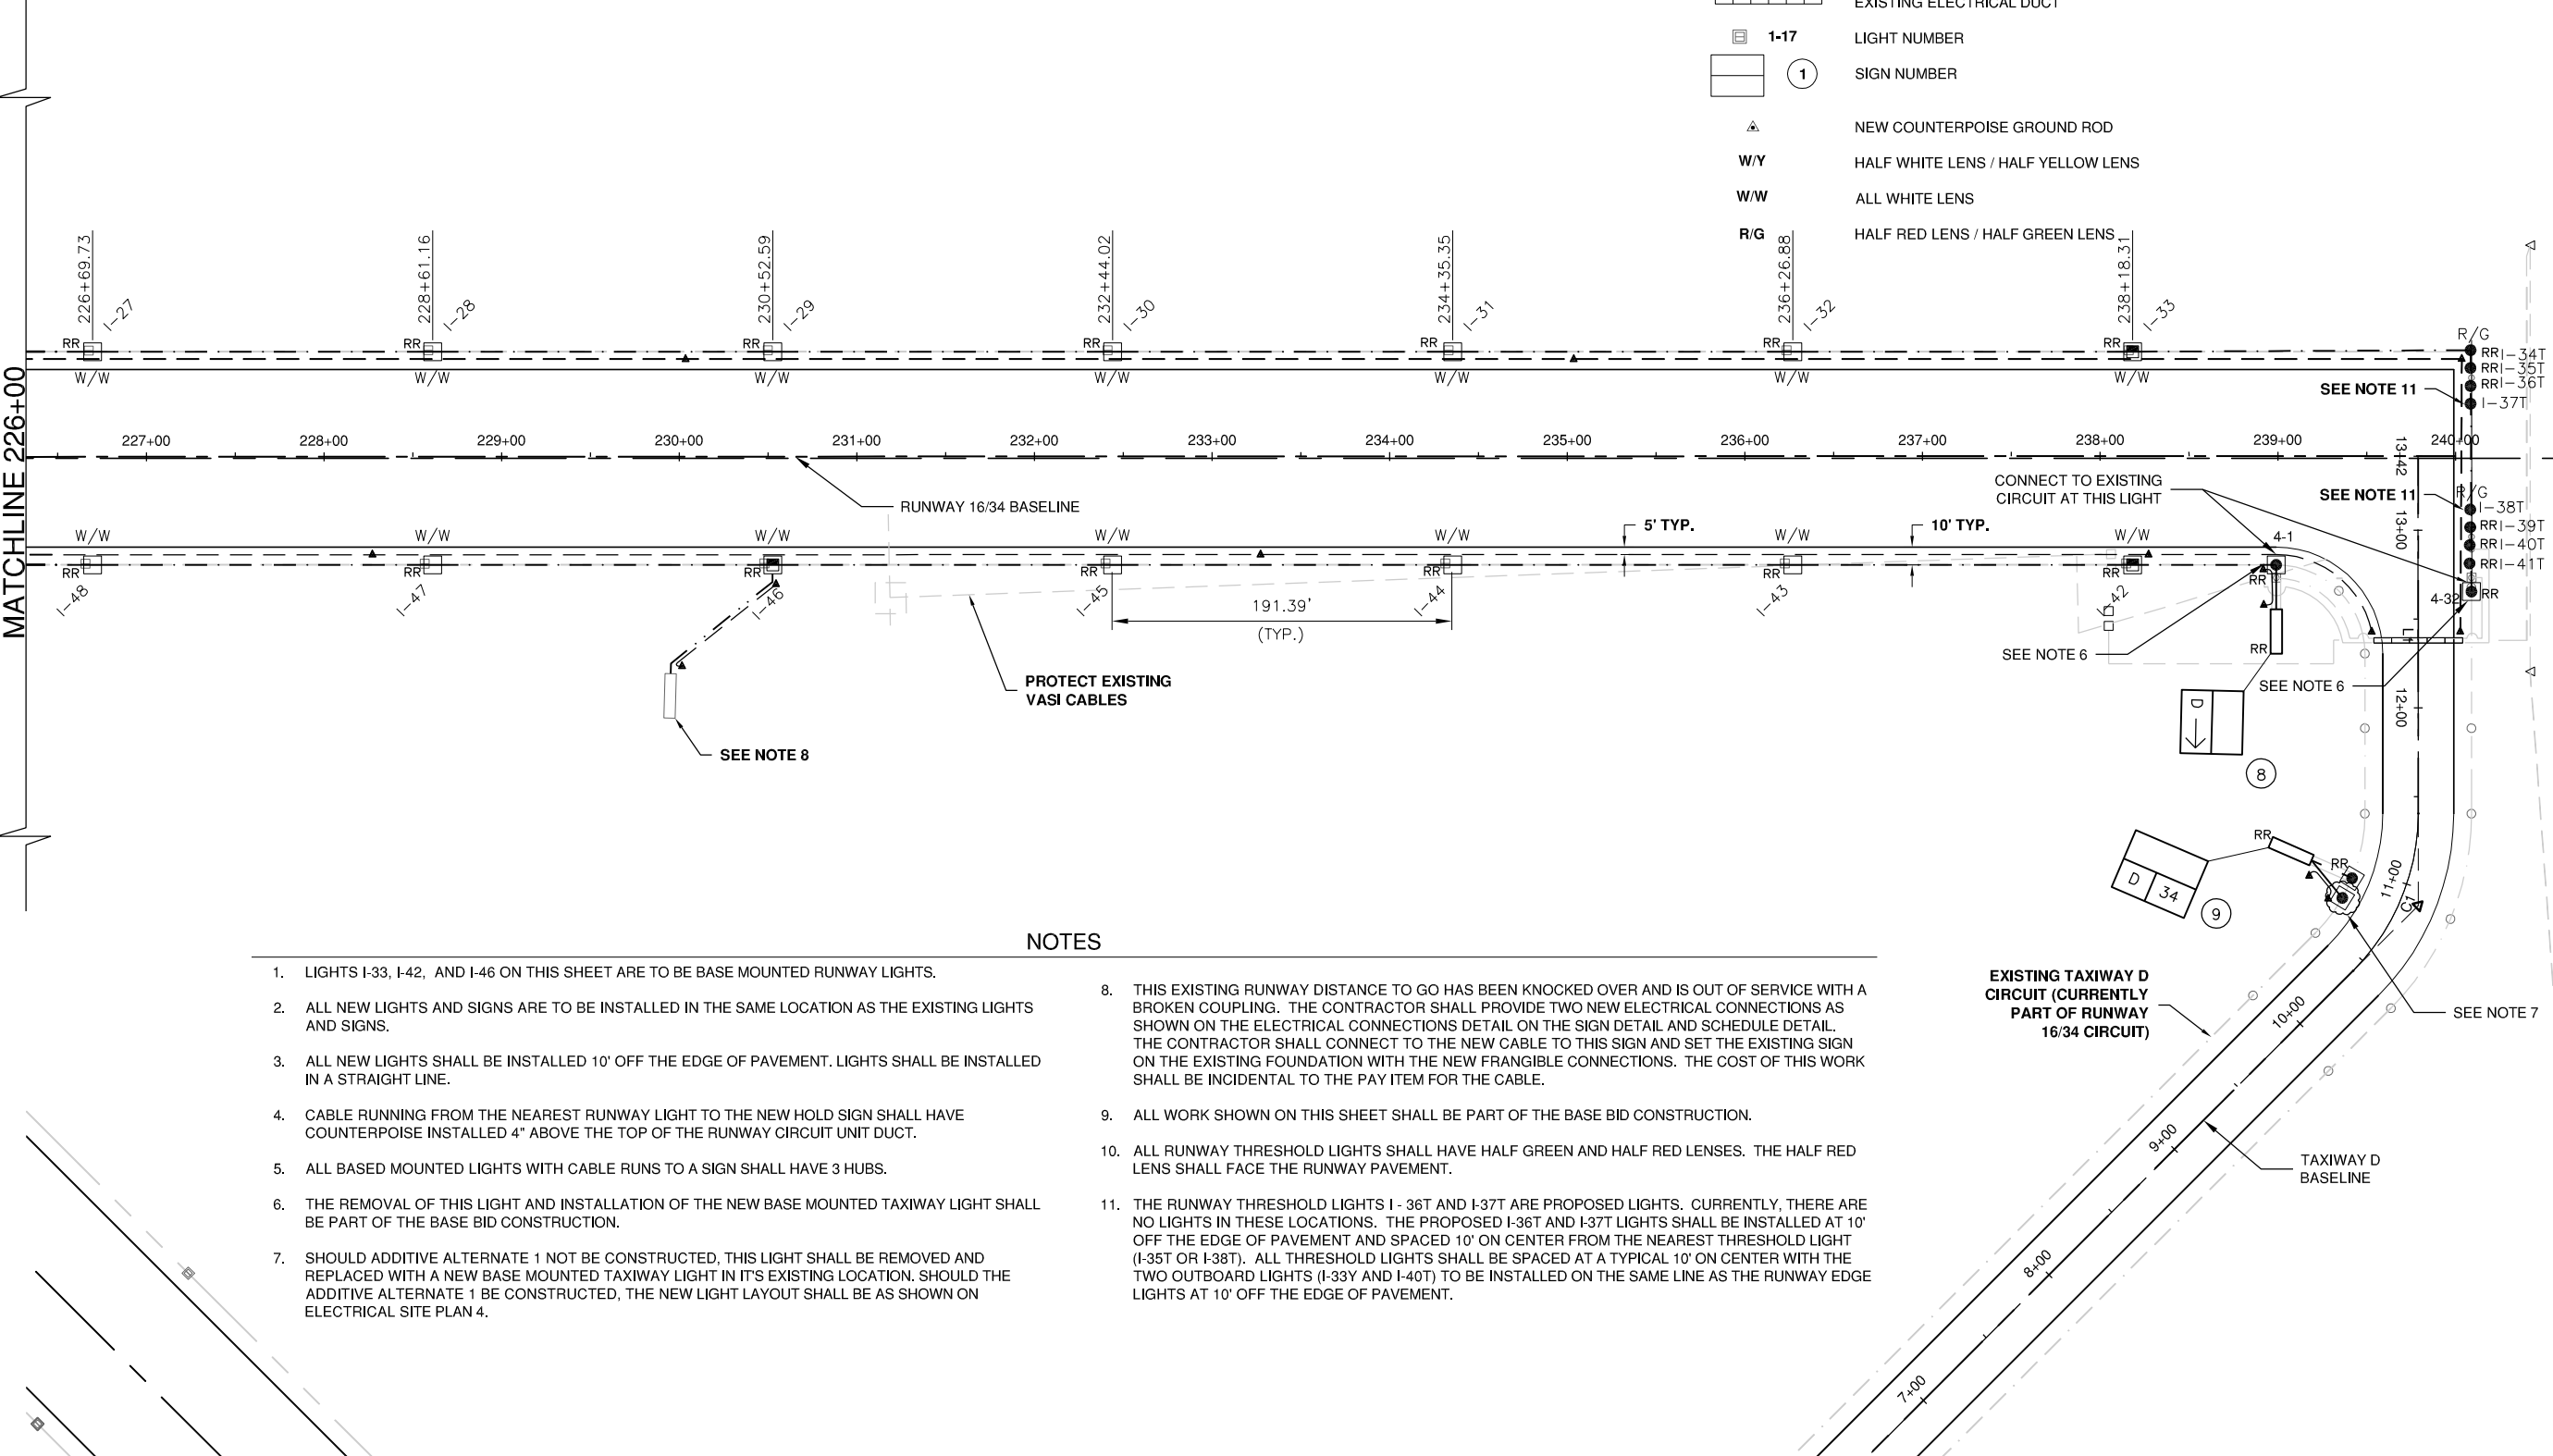 EXISTING ELECTRICAL DUCT
1-17 LIGHT NUMBER
1 SIGN NUMBER
NEW COUNTERPOISE GROUND ROD
W/Y HALF WHITE LENS / HALF YELLOW LENS
W/W ALL WHITE LENS
R/G HALF RED LENS / HALF GREEN LENS
MATCHLINE 226+00
226+69.73 I-27
228+61.16 I-28
230+52.59 I-29
232+44.02 I-30
234+35.35 I-31
236+26.88 I-32
238+18.31 I-33
RR RR RR RR RR RR RR
W/W W/W W/W W/W W/W W/W W/W
R/G
RR I-34T
RR I-35T
RR I-36T
I-37T
SEE NOTE 11
227+00 228+00 229+00 230+00 231+00 232+00 233+00 234+00 235+00 236+00 237+00 238+00 239+00 240+00
13+42
RUNWAY 16/34 BASELINE
CONNECT TO EXISTING
CIRCUIT AT THIS LIGHT
SEE NOTE 11
R/G
I-38T
RR I-39T
RR I-40T
RR I-41T
13+00
5' TYP.
10' TYP.
W/W W/W W/W W/W W/W W/W W/W
4-1
RR RR RR RR RR RR RR RR
I-48 I-47 I-46 I-45 I-44 I-43 I-42
4-32 RR
191.39'
(TYP.)
RR
SEE NOTE 6
SEE NOTE 6
12+00
PROTECT EXISTING
VASI CABLES
SEE NOTE 8
D
8
RR
RR
D 34
9
11+00
EXISTING TAXIWAY D
CIRCUIT (CURRENTLY
PART OF RUNWAY
16/34 CIRCUIT)
SEE NOTE 7
10+00
9+00
TAXIWAY D
BASELINE
8+00
7+00
NOTES
1. LIGHTS I-33, I-42, AND I-46 ON THIS SHEET ARE TO BE BASE MOUNTED RUNWAY LIGHTS.
2. ALL NEW LIGHTS AND SIGNS ARE TO BE INSTALLED IN THE SAME LOCATION AS THE EXISTING LIGHTS
AND SIGNS.
3. ALL NEW LIGHTS SHALL BE INSTALLED 10' OFF THE EDGE OF PAVEMENT. LIGHTS SHALL BE INSTALLED
IN A STRAIGHT LINE.
4. CABLE RUNNING FROM THE NEAREST RUNWAY LIGHT TO THE NEW HOLD SIGN SHALL HAVE
COUNTERPOISE INSTALLED 4" ABOVE THE TOP OF THE RUNWAY CIRCUIT UNIT DUCT.
5. ALL BASED MOUNTED LIGHTS WITH CABLE RUNS TO A SIGN SHALL HAVE 3 HUBS.
6. THE REMOVAL OF THIS LIGHT AND INSTALLATION OF THE NEW BASE MOUNTED TAXIWAY LIGHT SHALL
BE PART OF THE BASE BID CONSTRUCTION.
7. SHOULD ADDITIVE ALTERNATE 1 NOT BE CONSTRUCTED, THIS LIGHT SHALL BE REMOVED AND
REPLACED WITH A NEW BASE MOUNTED TAXIWAY LIGHT IN IT'S EXISTING LOCATION. SHOULD THE
ADDITIVE ALTERNATE 1 BE CONSTRUCTED, THE NEW LIGHT LAYOUT SHALL BE AS SHOWN ON
ELECTRICAL SITE PLAN 4.
8. THIS EXISTING RUNWAY DISTANCE TO GO HAS BEEN KNOCKED OVER AND IS OUT OF SERVICE WITH A
BROKEN COUPLING. THE CONTRACTOR SHALL PROVIDE TWO NEW ELECTRICAL CONNECTIONS AS
SHOWN ON THE ELECTRICAL CONNECTIONS DETAIL ON THE SIGN DETAIL AND SCHEDULE DETAIL.
THE CONTRACTOR SHALL CONNECT TO THE NEW CABLE TO THIS SIGN AND SET THE EXISTING SIGN
ON THE EXISTING FOUNDATION WITH THE NEW FRANGIBLE CONNECTIONS. THE COST OF THIS WORK
SHALL BE INCIDENTAL TO THE PAY ITEM FOR THE CABLE.
9. ALL WORK SHOWN ON THIS SHEET SHALL BE PART OF THE BASE BID CONSTRUCTION.
10. ALL RUNWAY THRESHOLD LIGHTS SHALL HAVE HALF GREEN AND HALF RED LENSES. THE HALF RED
LENS SHALL FACE THE RUNWAY PAVEMENT.
11. THE RUNWAY THRESHOLD LIGHTS I - 36T AND I-37T ARE PROPOSED LIGHTS. CURRENTLY, THERE ARE
NO LIGHTS IN THESE LOCATIONS. THE PROPOSED I-36T AND I-37T LIGHTS SHALL BE INSTALLED AT 10'
OFF THE EDGE OF PAVEMENT AND SPACED 10' ON CENTER FROM THE NEAREST THRESHOLD LIGHT
(I-35T OR I-38T). ALL THRESHOLD LIGHTS SHALL BE SPACED AT A TYPICAL 10' ON CENTER WITH THE
TWO OUTBOARD LIGHTS (I-33Y AND I-40T) TO BE INSTALLED ON THE SAME LINE AS THE RUNWAY EDGE
LIGHTS AT 10' OFF THE EDGE OF PAVEMENT.